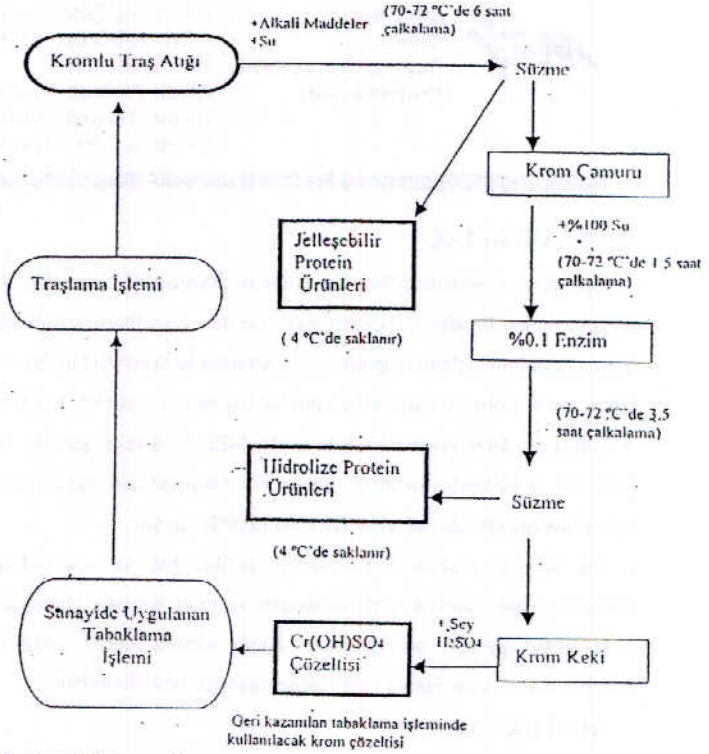 +Alkali Maddeler
+Su
(70-72 °C'de 6 saat
çalkalama)
Kromlu Traş Atığı
Süzme
Krom Çamuru
+%100 Su
+
(70-72 °C'de 1.5 saat
çalkalama)
Jelleşebilir
Protein
Ürünleri
(4 °C'de saklanır)
Traşlama İşlemi
%0.1 Enzim
(70-72 °C'de 3.5
saat çalkalama)
Hidrolize Protein
Ürünleri
Süzme
(4 °C'de saklanır)
Sanayide Uygulanan
Tabaklama
İşlemi
Cr(OH)SO4
Çözeltisi
+ Sey
H2SO4
Krom Keki
Geri kazanılan tabaklama işleminde
kullanılacak krom çözeltisi